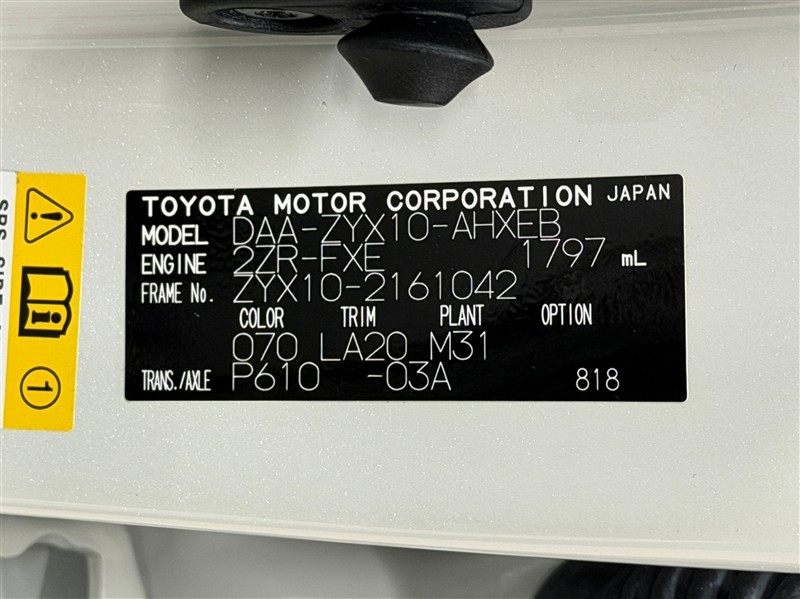 TOYOTA MOTOR CORPORATION JAPAN
MODEL DAA-ZYX10-AHXEB
ENGINE 2ZR-FXE 1797 mL
FRAME No. ZYX10-2161042
COLOR TRIM PLANT OPTION
070 LA20 M31
TRANS./AXLE P610 -03A 818
1